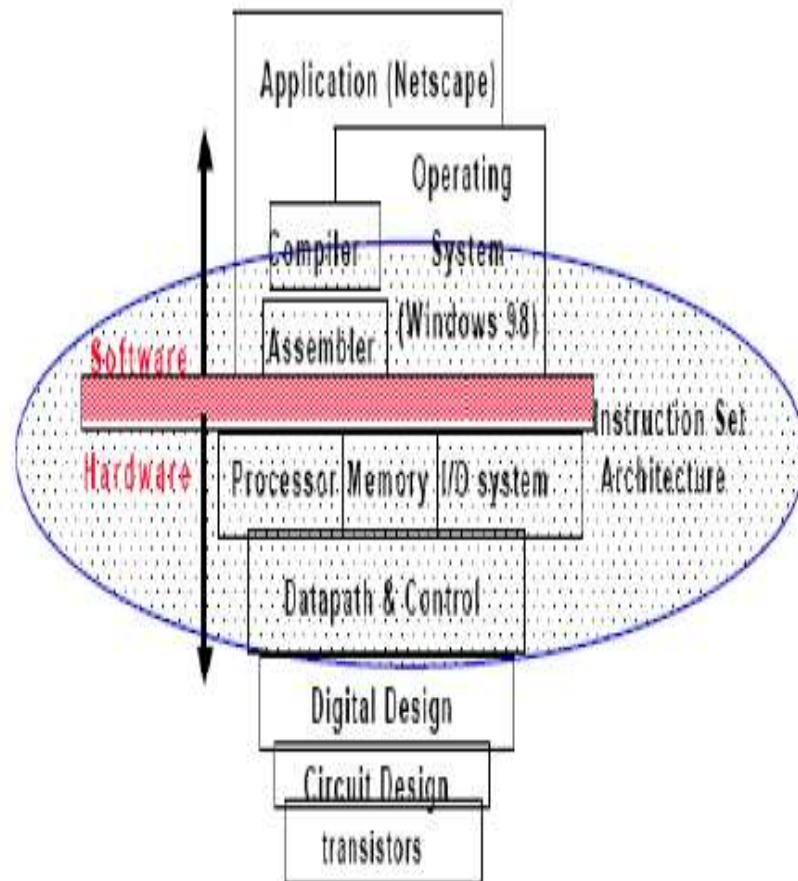 Application (Netscape)
Operating
System
(Windows 98)
Compiler
Assembler
Software
Instruction Set
Architecture
Hardware
Processor
Memory
I/O system
Datapath & Control
Digital Design
Circuit Design
transistors